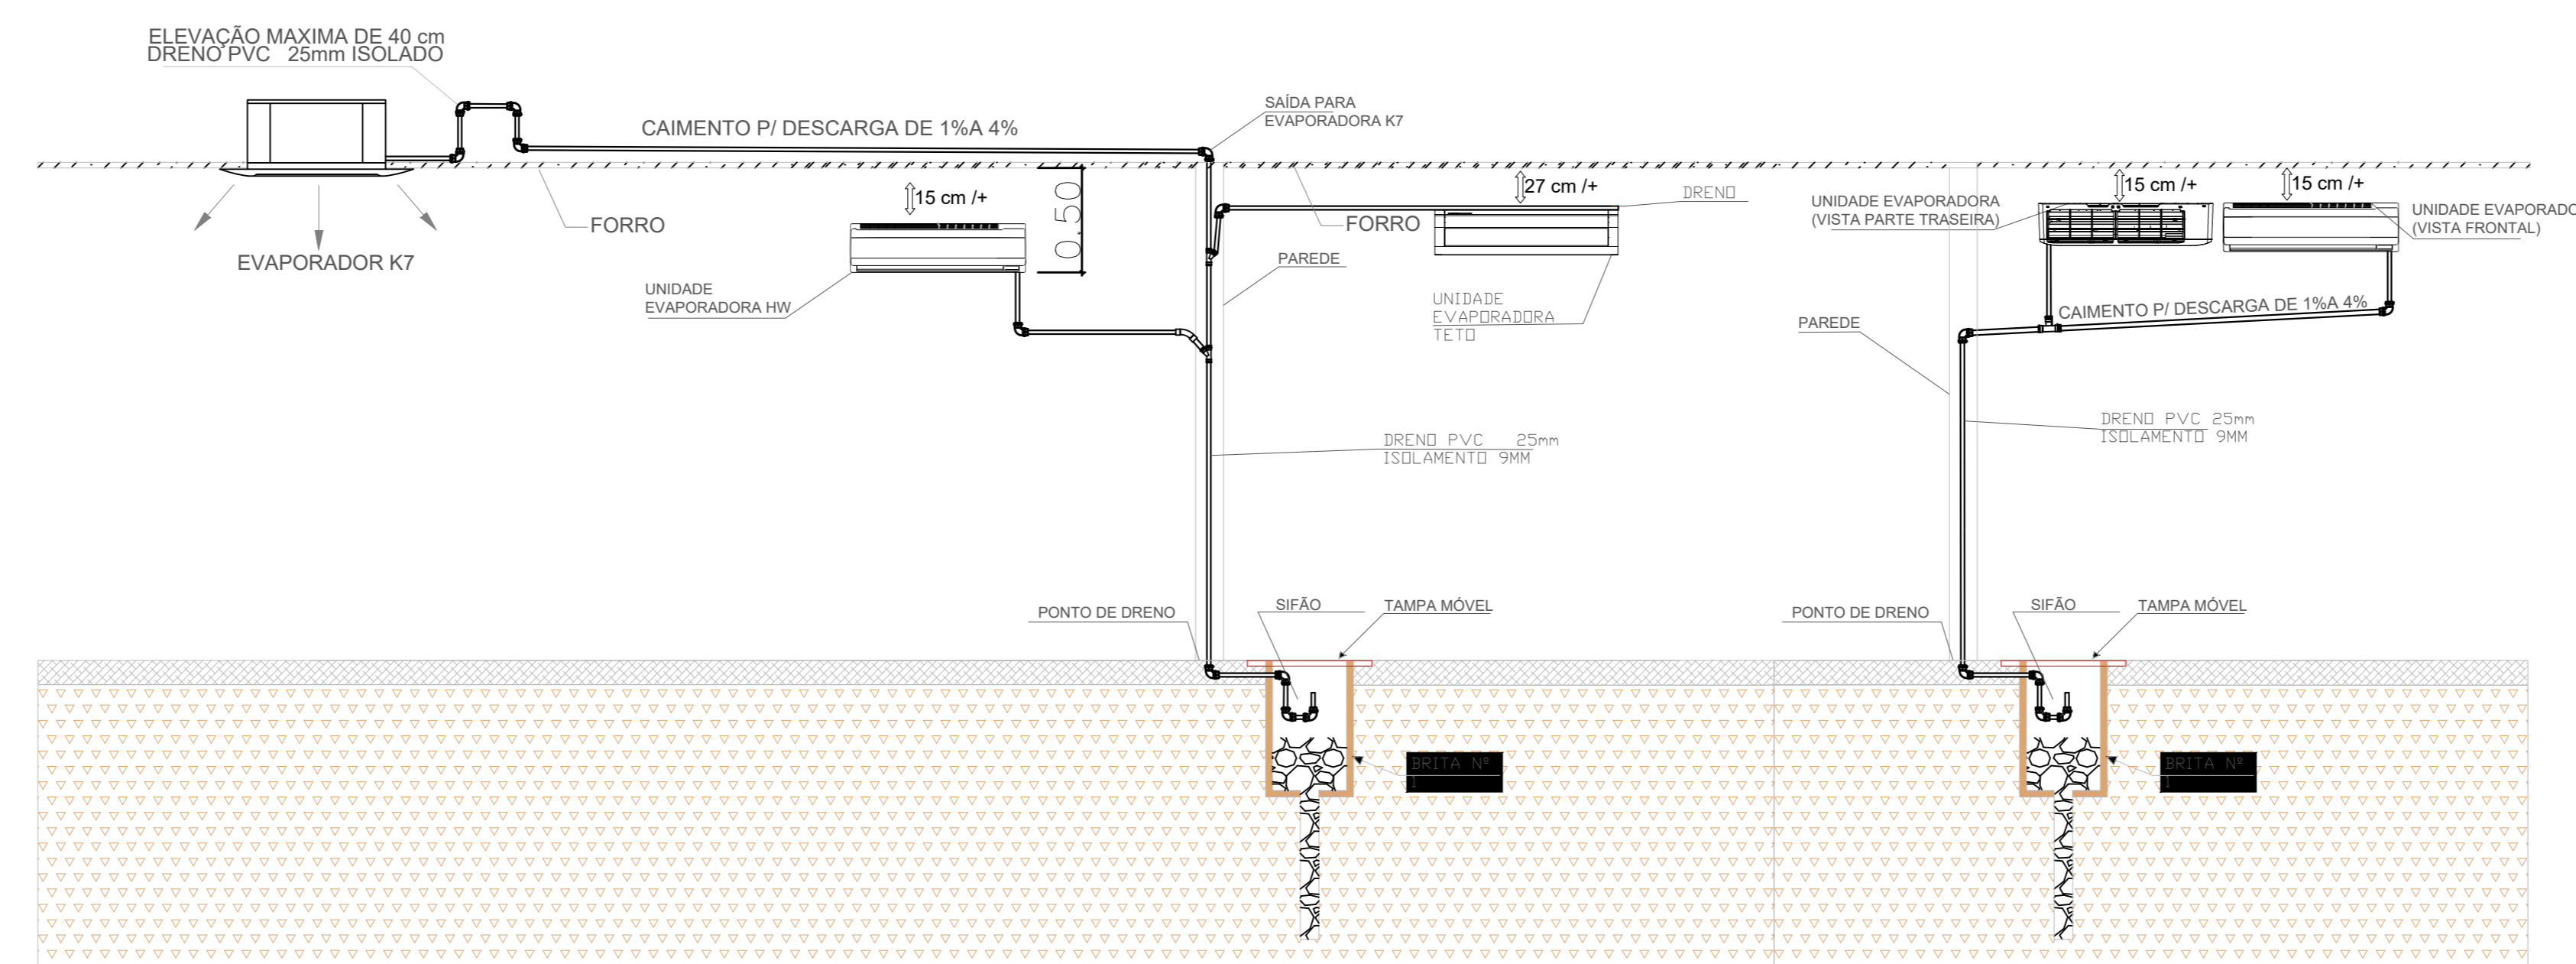 ELEVAÇÃO MAXIMA DE 40 cm
DRENO PVC 25mm ISOLADO
CAIMENTO P/ DESCARGA DE 1%A 4%
SAÍDA PARA
EVAPORADORA K7
EVAPORADOR K7
FORRO
15 cm /+
0.50
UNIDADE
EVAPORADORA HW
27 cm /+
DRENO
FORRO
PAREDE
UNIDADE
EVAPORADORA
TETO
DRENO PVC 25mm
ISOLAMENTO 9MM
UNIDADE EVAPORADORA
(VISTA PARTE TRASEIRA)
15 cm /+
15 cm /+
UNIDADE EVAPORADO
(VISTA FRONTAL)
CAIMENTO P/ DESCARGA DE 1%A 4%
PAREDE
DRENO PVC 25mm
ISOLAMENTO 9MM
PONTO DE DRENO
SIFÃO
TAMPA MÓVEL
BRITA Nº
1
PONTO DE DRENO
SIFÃO
TAMPA MÓVEL
BRITA Nº
1